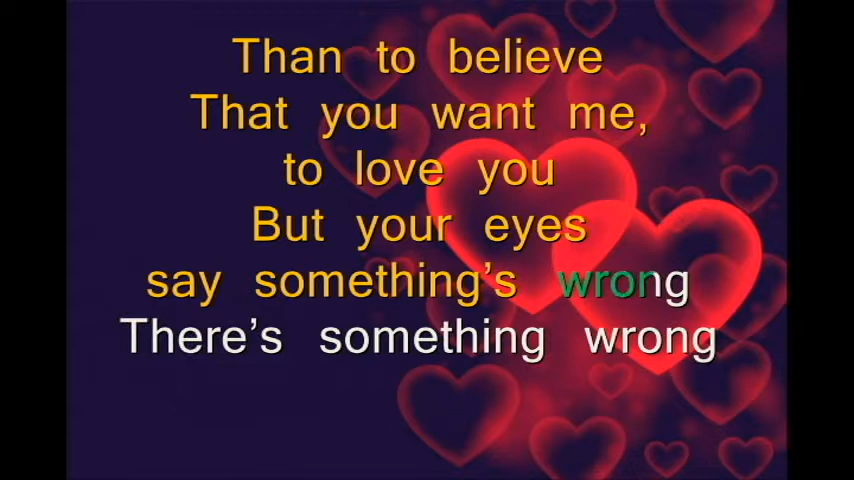 Than to believe
That you want me,
to love you
But your eyes
say something's wrong
There's something wrong